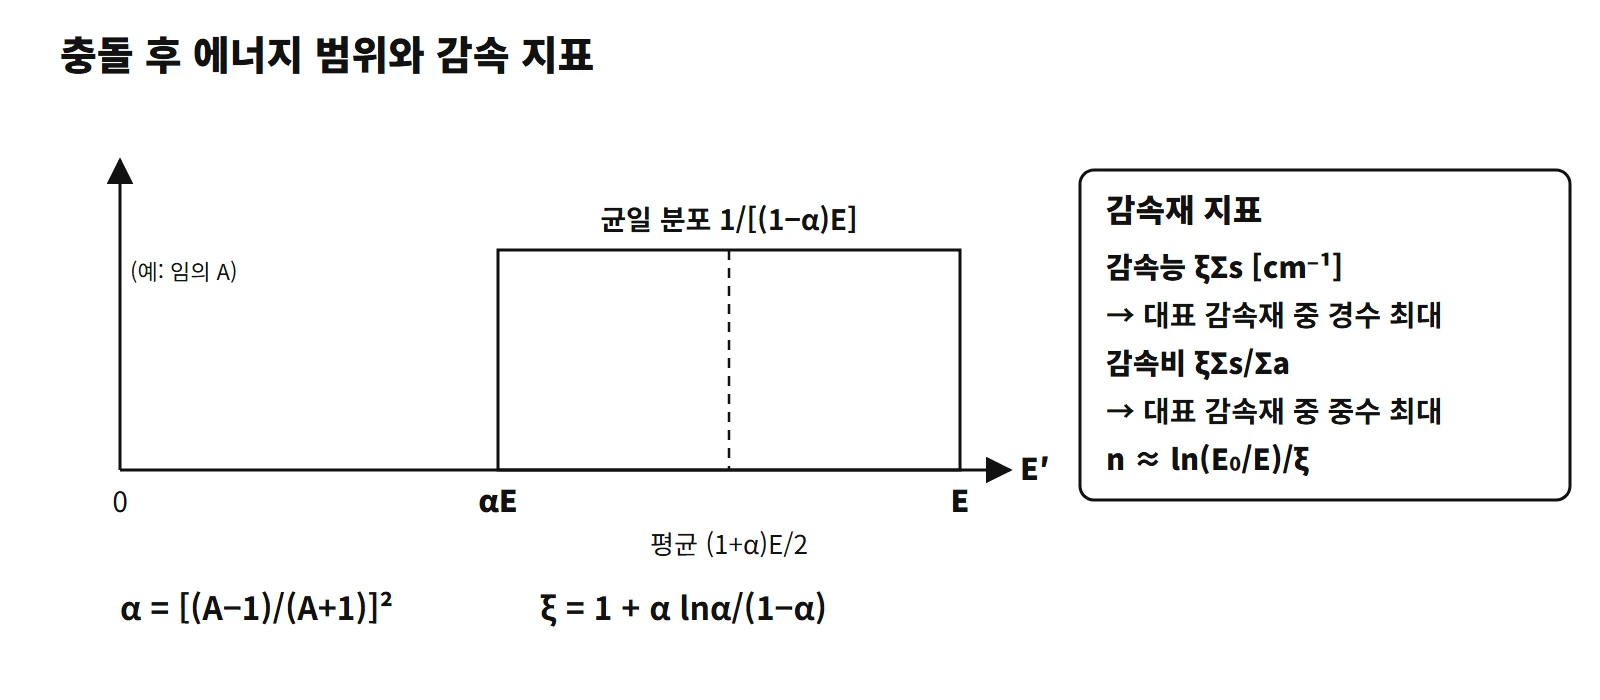 충돌 후 에너지 범위와 감속 지표
균일 분포 1/[(1−α)E]
(예: 임의 A)
E′
0
αE
E
평균 (1+α)E/2
α = [(A−1)/(A+1)]²
ξ = 1 + α lnα/(1−α)
감속재 지표
감속능 ξΣs [cm⁻¹]
→ 대표 감속재 중 경수 최대
감속비 ξΣs/Σa
→ 대표 감속재 중 중수 최대
n ≈ ln(E₀/E)/ξ